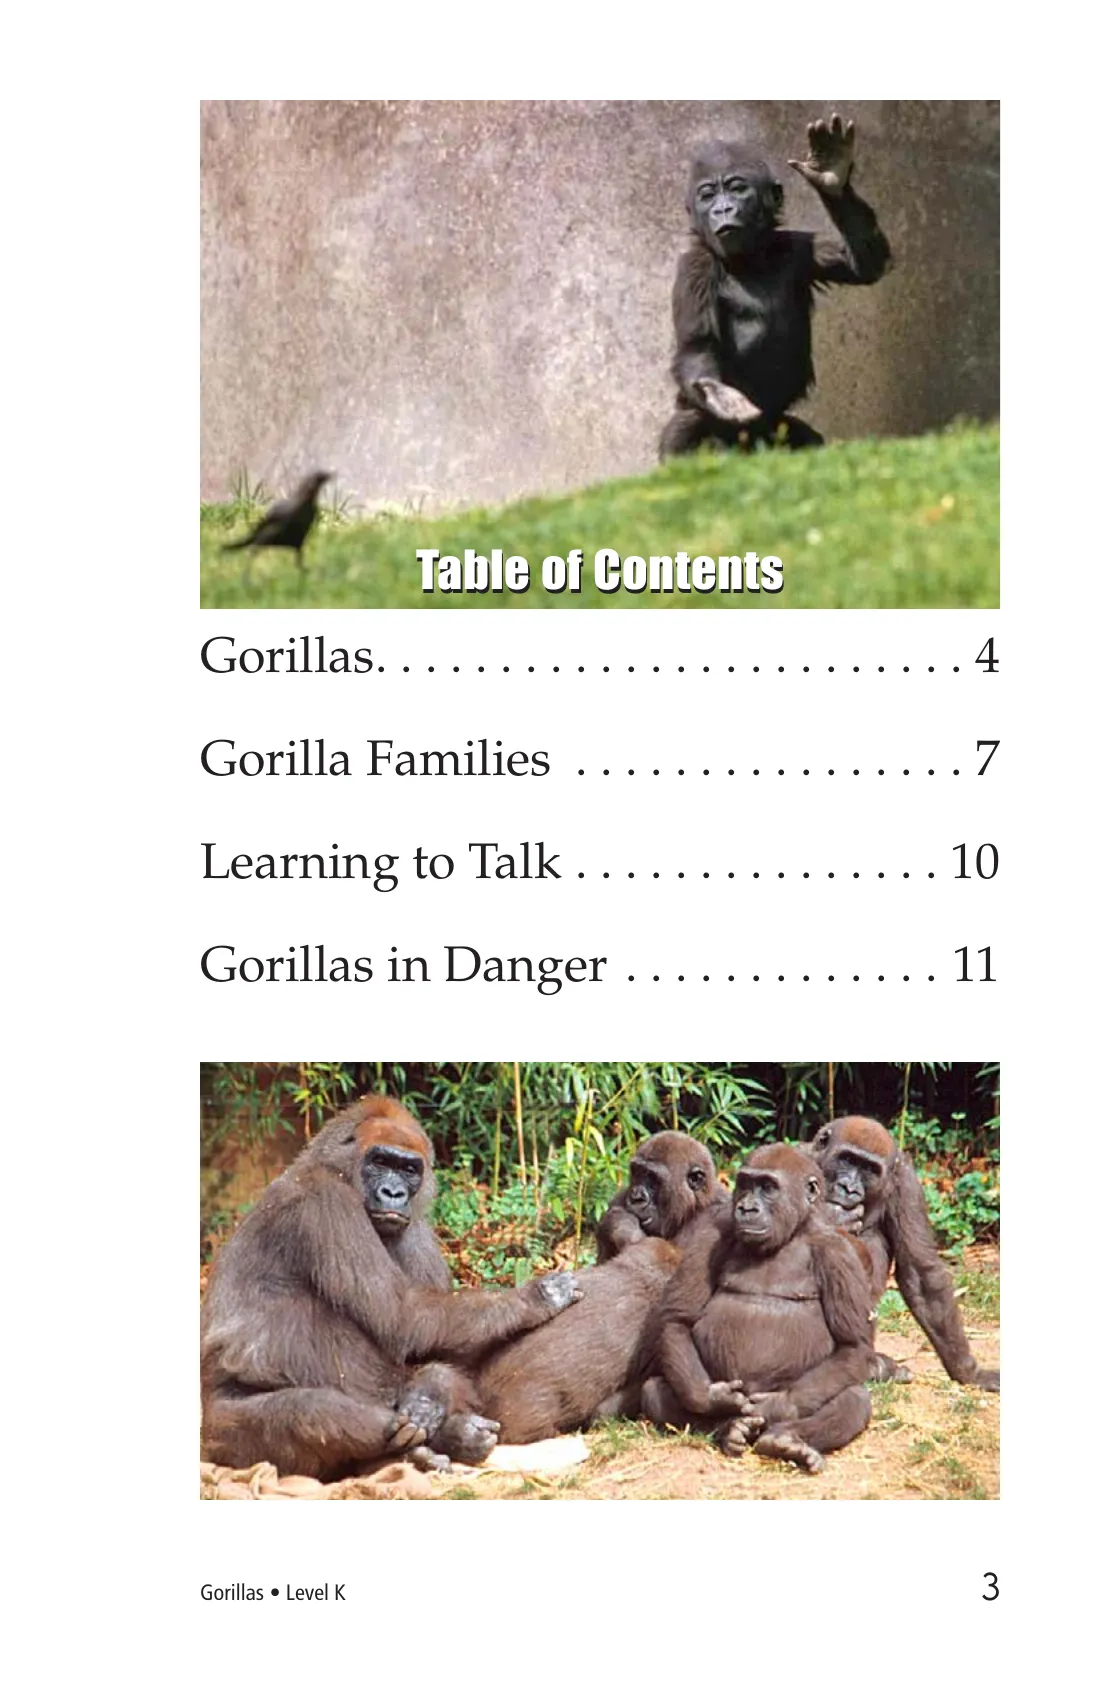 Table of Contents
Gorillas. . . . . . . . . . . . . . . . . . . . . . . . 4
Gorilla Families . . . . . . . . . . . . . . . . 7
Learning to Talk . . . . . . . . . . . . . . . 10
Gorillas in Danger . . . . . . . . . . . . . 11
Gorillas • Level K
3